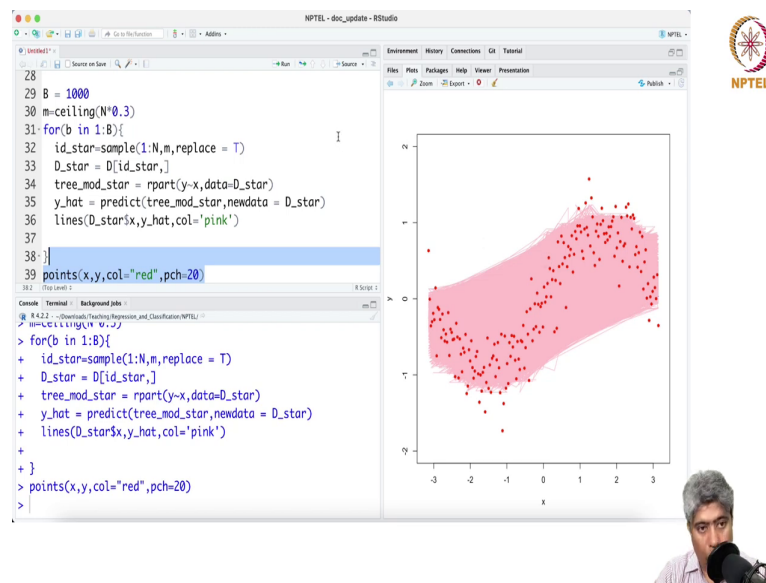 NPTEL - doc_update - RStudio
Go to file/function
Addins
NPTEL
Untitled1*
Source on Save
Run
Source
28
29 B = 1000
30 m=ceiling(N*0.3)
31 for(b in 1:B){
32 id_star=sample(1:N,m,replace = T)
33 D_star = D[id_star,]
34 tree_mod_star = rpart(y~x,data=D_star)
35 y_hat = predict(tree_mod_star,newdata = D_star)
36 lines(D_star$x,y_hat,col='pink')
37
38 }
39 points(x,y,col="red",pch=20)
38:2 (Top Level)
R Script
Console Terminal Background Jobs
R 4.2.2 · ~/Downloads/Teaching/Regression_and_Classification/NPTEL/
> m=ceiling(N*0.3)
> for(b in 1:B){
+ id_star=sample(1:N,m,replace = T)
+ D_star = D[id_star,]
+ tree_mod_star = rpart(y~x,data=D_star)
+ y_hat = predict(tree_mod_star,newdata = D_star)
+ lines(D_star$x,y_hat,col='pink')
+
+ }
> points(x,y,col="red",pch=20)
>
Environment History Connections Git Tutorial
Files Plots Packages Help Viewer Presentation
Zoom Export Publish
2
1
0
-1
-2
y
-3 -2 -1 0 1 2 3
x
NPTEL